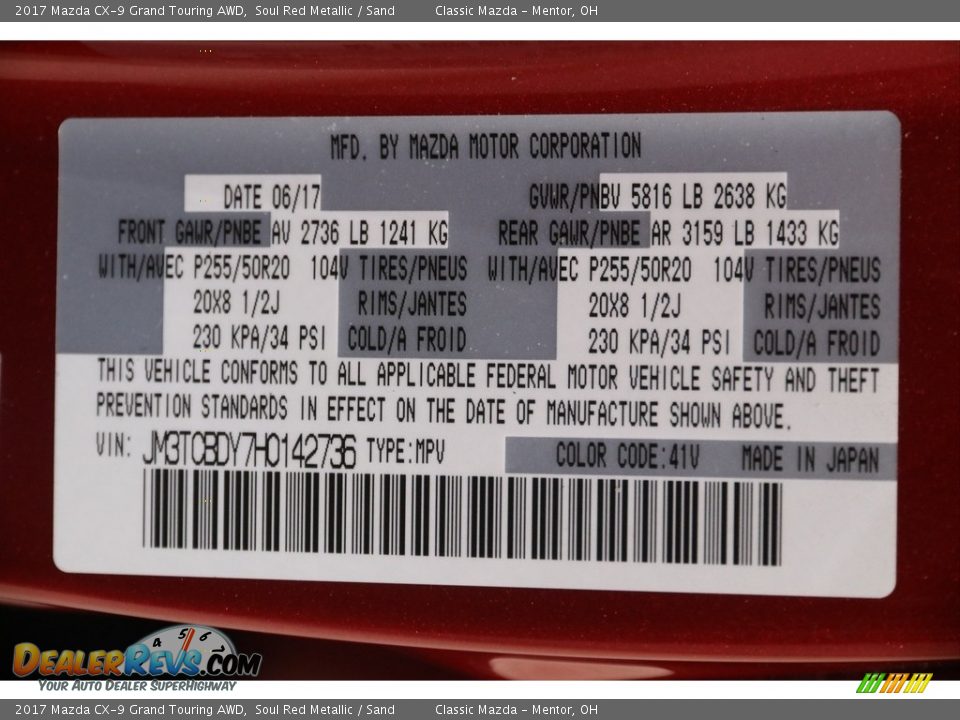 2017 Mazda CX-9 Grand Touring AWD, Soul Red Metallic / Sand Classic Mazda - Mentor, OH
MFD. BY MAZDA MOTOR CORPORATION
DATE 06/17 GVWR/PNBV 5816 LB 2638 KG
FRONT GAWR/PNBE AV 2736 LB 1241 KG REAR GAWR/PNBE AR 3159 LB 1433 KG
WITH/AVEC P255/50R20 104V TIRES/PNEUS WITH/AVEC P255/50R20 104V TIRES/PNEUS
20X8 1/2J RIMS/JANTES 20X8 1/2J RIMS/JANTES
230 KPA/34 PSI COLD/A FROID 230 KPA/34 PSI COLD/A FROID
THIS VEHICLE CONFORMS TO ALL APPLICABLE FEDERAL MOTOR VEHICLE SAFETY AND THEFT
PREVENTION STANDARDS IN EFFECT ON THE DATE OF MANUFACTURE SHOWN ABOVE.
VIN: JM3TCBDY7H0142736 TYPE:MPV COLOR CODE:41V MADE IN JAPAN
4 5 6
DealerRevs.com
Your Auto Dealer SuperHighway
2017 Mazda CX-9 Grand Touring AWD, Soul Red Metallic / Sand Classic Mazda - Mentor, OH